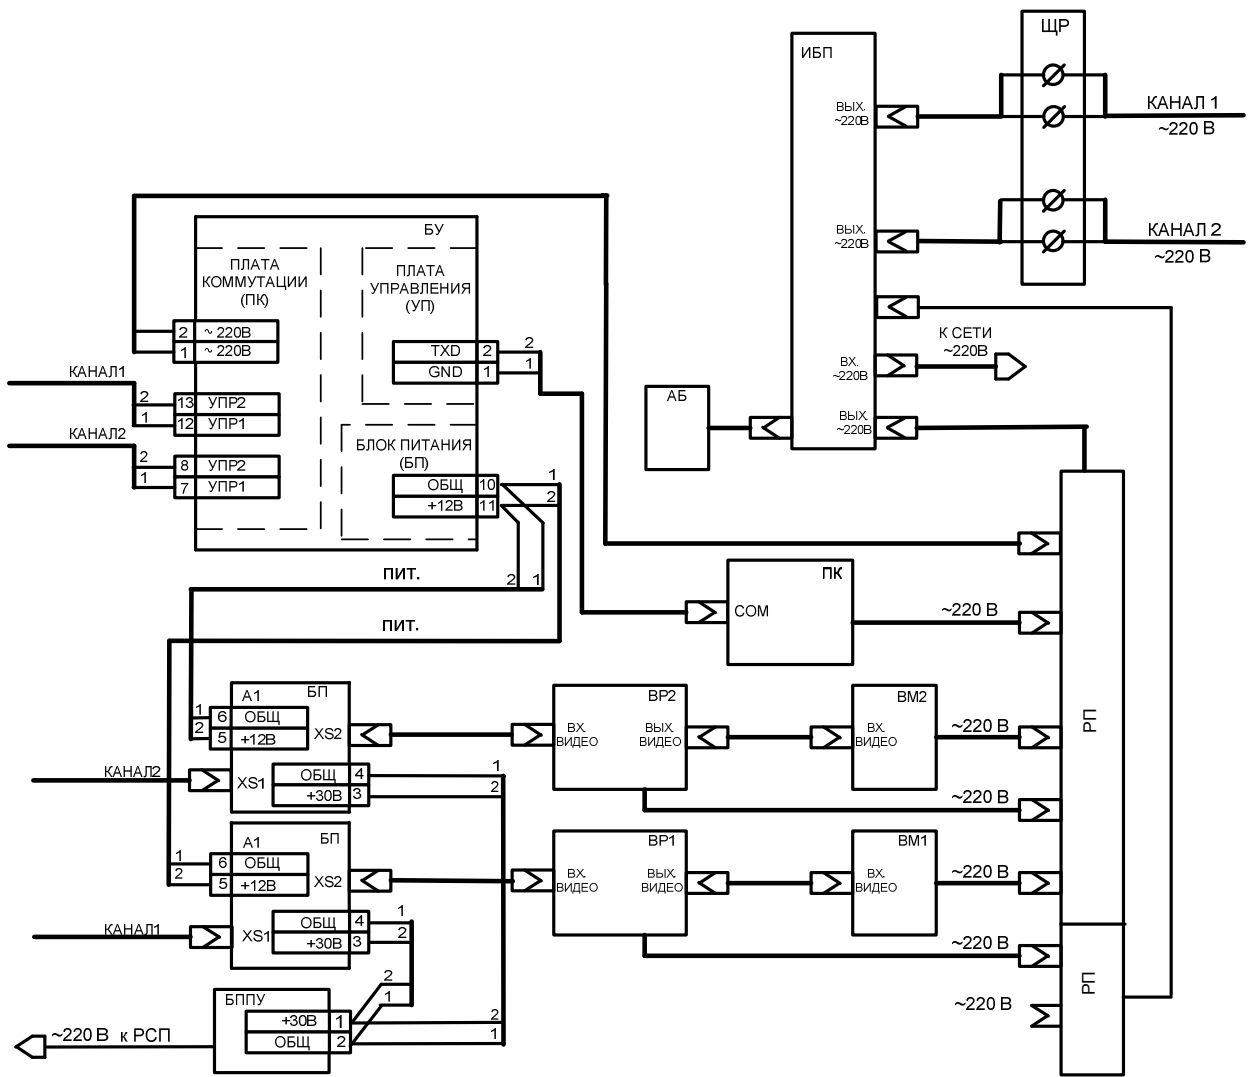 ЩР
ИБП
ВЫХ.
~220В
КАНАЛ 1
~220 В
ВЫХ.
~220В
КАНАЛ 2
~220 В
К СЕТИ
~220В
ВХ.
~220В
ВЫХ.
~220В
АБ
БУ
ПЛАТА
КОММУТАЦИИ
(ПК)
ПЛАТА
УПРАВЛЕНИЯ
(УП)
2 ~ 220В
1 ~ 220В
TXD 2 2
GND 1 1
КАНАЛ1
2 13 УПР2
1 12 УПР1
КАНАЛ2
2 8 УПР2
1 7 УПР1
БЛОК ПИТАНИЯ
(БП)
ОБЩ 10 1
+12В 11 2
2 1
ПИТ.
ПИТ.
ПК
COM
~220 В
А1 БП
1 6 ОБЩ
2 5 +12В
XS2
КАНАЛ2
XS1
ОБЩ 4 1
+30В 3 2
ВР2
ВХ.
ВИДЕО
ВЫХ.
ВИДЕО
ВМ2
ВХ.
ВИДЕО
~220 В
~220 В
РП
А1 БП
1 6 ОБЩ
2 5 +12В
XS2
КАНАЛ1
XS1
ОБЩ 4 1
+30В 3 2
ВР1
ВХ.
ВИДЕО
ВЫХ.
ВИДЕО
ВМ1
ВХ.
ВИДЕО
~220 В
~220 В
РП
~220 В
2
1
БППУ
+30В 1 2
ОБЩ 2 1
~220 В к РСП